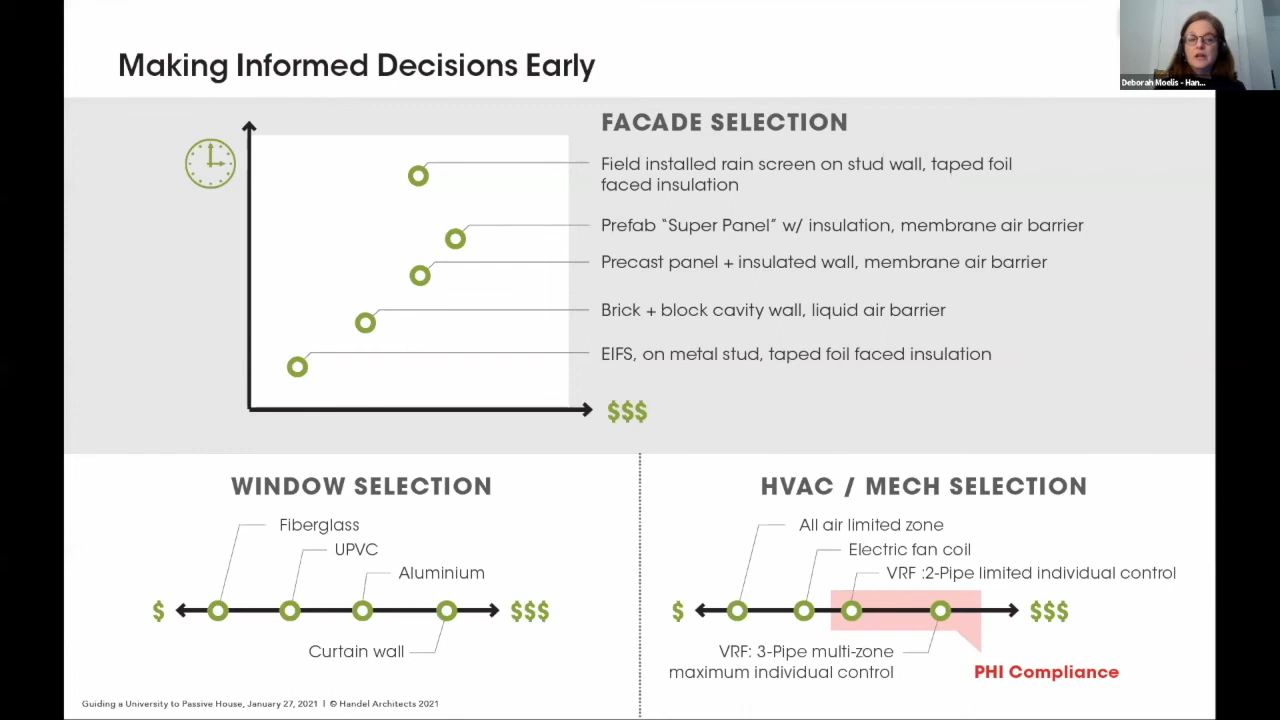 Making Informed Decisions Early
Deborah Moelis - Han...
FACADE SELECTION
Field installed rain screen on stud wall, taped foil
faced insulation
Prefab “Super Panel” w/ insulation, membrane air barrier
Precast panel + insulated wall, membrane air barrier
Brick + block cavity wall, liquid air barrier
EIFS, on metal stud, taped foil faced insulation
$$$
WINDOW SELECTION
Fiberglass
UPVC
Aluminium
$ $$$
Curtain wall
HVAC / MECH SELECTION
All air limited zone
Electric fan coil
VRF :2-Pipe limited individual control
$ $$$
VRF: 3-Pipe multi-zone
maximum individual control
PHI Compliance
Guiding a University to Passive House, January 27, 2021 | © Handel Architects 2021